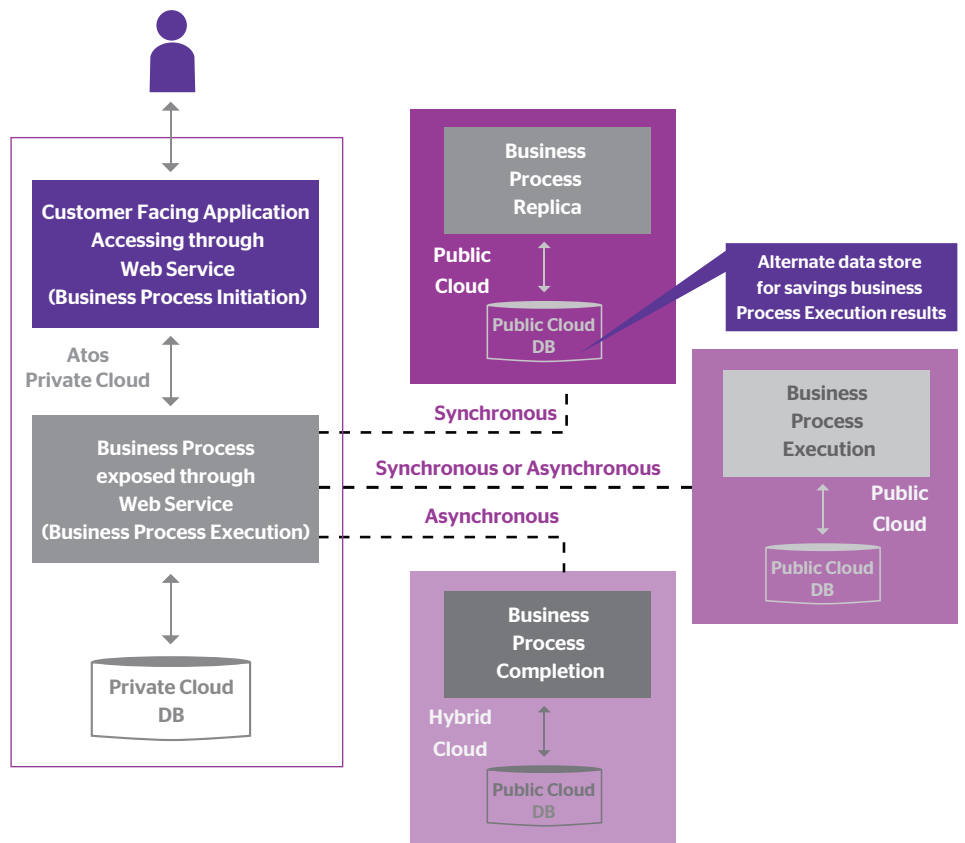 Customer Facing Application
Accessing through
Web Service
(Business Process Initiation)
Atos
Private Cloud
Business Process
exposed through
Web Service
(Business Process Execution)
Private Cloud
DB
Business
Process
Replica
Public
Cloud
Public Cloud
DB
Alternate data store
for savings business
Process Execution results
Synchronous
Synchronous or Asynchronous
Asynchronous
Business
Process
Execution
Public
Cloud
Public Cloud
DB
Business
Process
Completion
Hybrid
Cloud
Public Cloud
DB